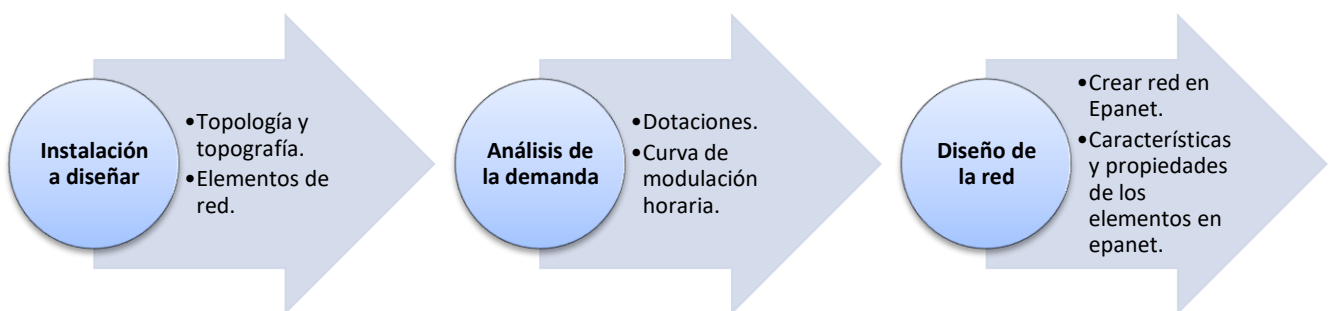 Instalación
a diseñar
•Topología y
topografía.
•Elementos de
red.
Análisis de
la demanda
•Dotaciones.
•Curva de
modulación
horaria.
Diseño de
la red
•Crear red en
Epanet.
•Característicias
y propiedades
de los
elementos en
epanet.